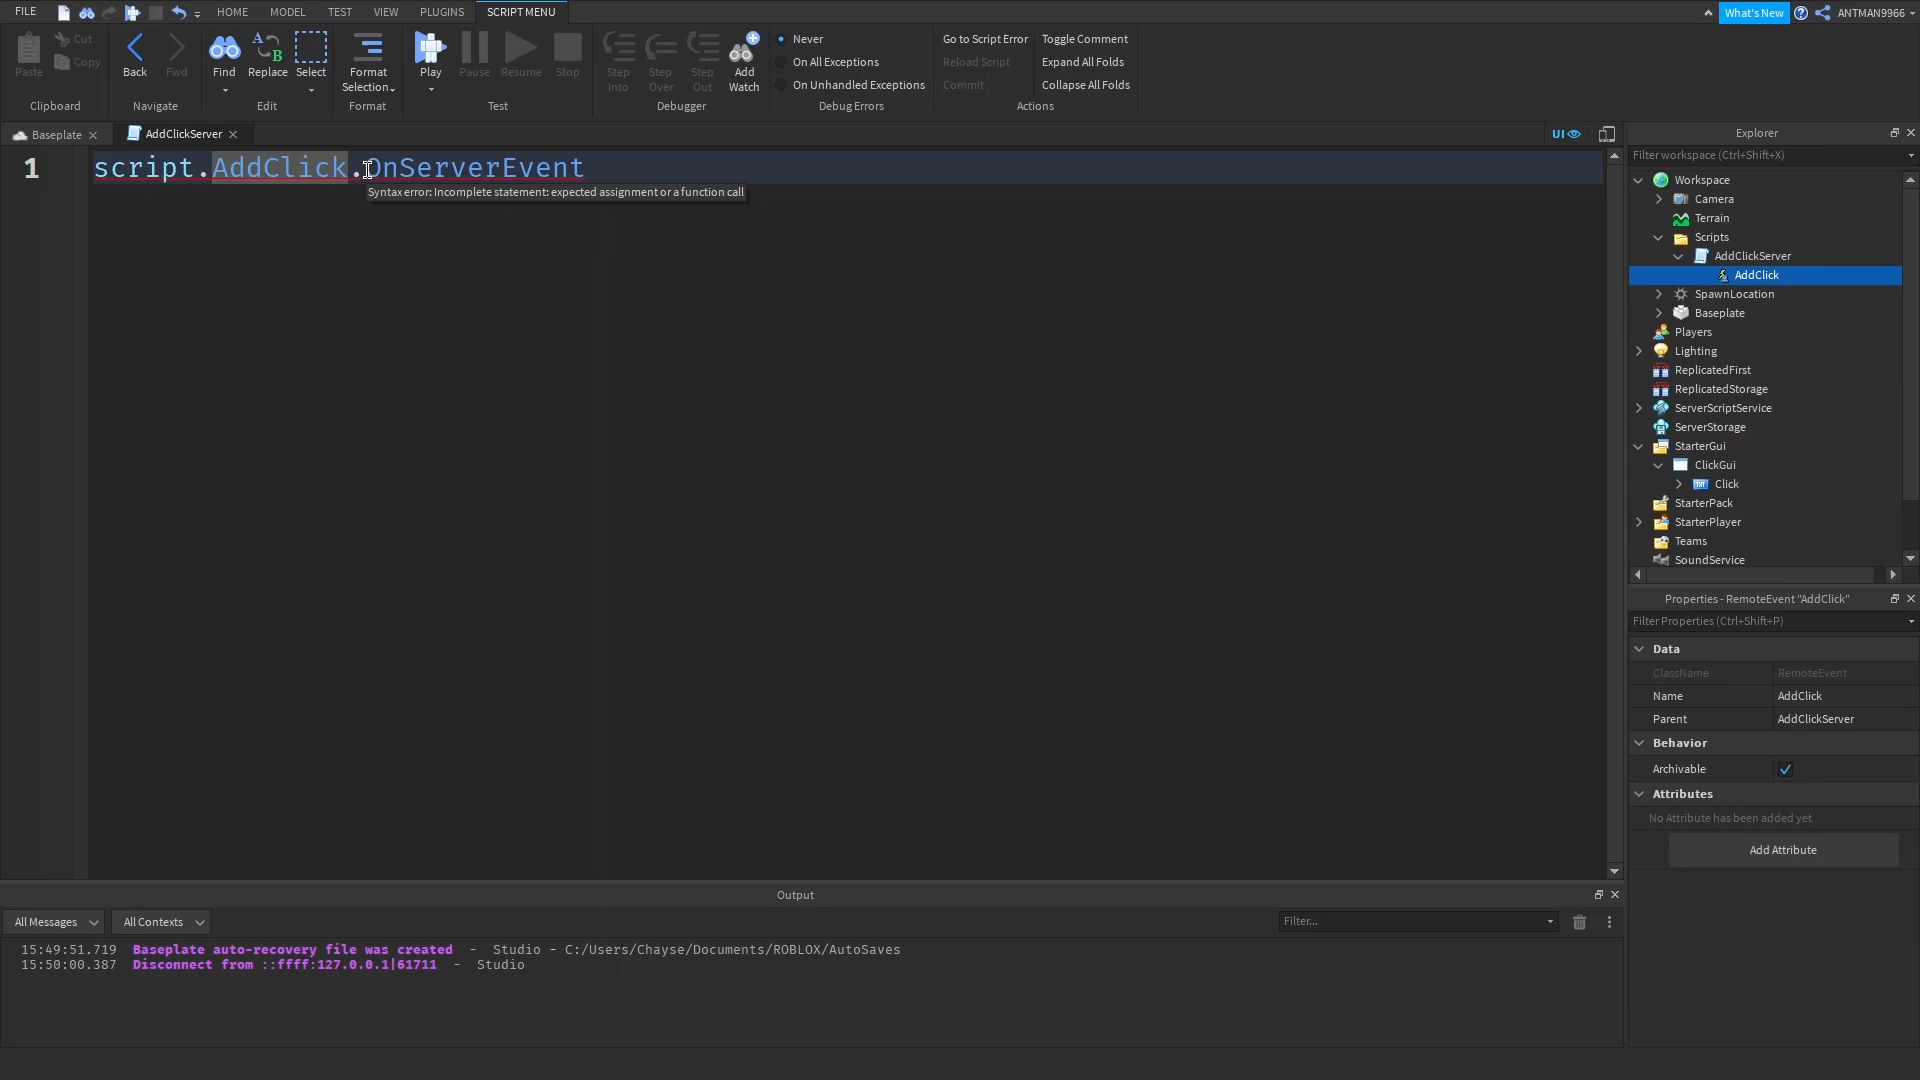 FILE
HOME
MODEL
TEST
VIEW
PLUGINS
SCRIPT MENU
What's New
ANTMAN9966
Paste
Cut
Copy
Clipboard
Back
Fwd
Navigate
Find
Replace
Select
Edit
Format
Selection
Format
Play
Pause
Resume
Stop
Test
Step
Into
Step
Over
Step
Out
Add
Watch
Debugger
Never
On All Exceptions
On Unhandled Exceptions
Debug Errors
Go to Script Error
Reload Script
Commit
Toggle Comment
Expand All Folds
Collapse All Folds
Actions
Baseplate
AddClickServer
UI
1
script.AddClick.OnServerEvent
Syntax error: Incomplete statement: expected assignment or a function call
Explorer
Filter workspace (Ctrl+Shift+X)
Workspace
Camera
Terrain
Scripts
AddClickServer
AddClick
SpawnLocation
Baseplate
Players
Lighting
ReplicatedFirst
ReplicatedStorage
ServerScriptService
ServerStorage
StarterGui
ClickGui
TXT Click
StarterPack
StarterPlayer
Teams
SoundService
Properties - RemoteEvent "AddClick"
Filter Properties (Ctrl+Shift+P)
Data
ClassName RemoteEvent
Name AddClick
Parent AddClickServer
Behavior
Archivable
Attributes
No Attribute has been added yet
Add Attribute
Output
All Messages
All Contexts
Filter...
15:49:51.719 Baseplate auto-recovery file was created - Studio - C:/Users/Chayse/Documents/ROBLOX/AutoSaves
15:50:00.387 Disconnect from ::ffff:127.0.0.1|61711 - Studio